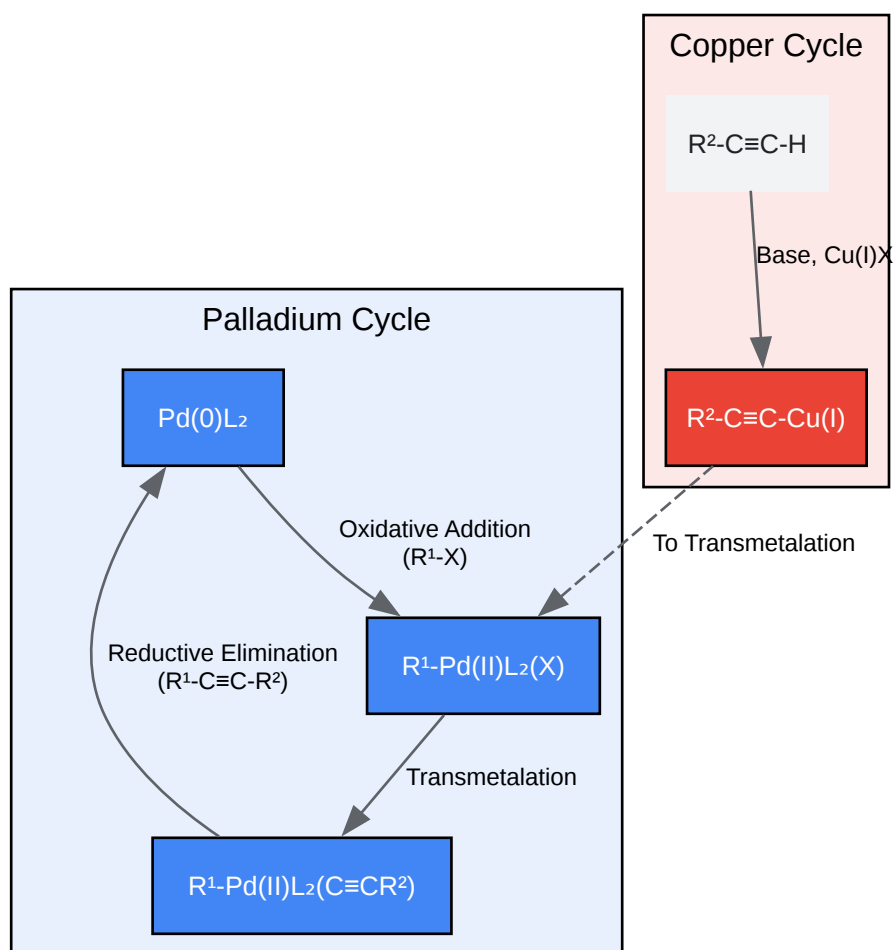 Copper Cycle
R²-C≡C-H
Base, Cu(I)X
R²-C≡C-Cu(I)
To Transmetalation
Palladium Cycle
Pd(0)L₂
Oxidative Addition
(R¹-X)
R¹-Pd(II)L₂(X)
Reductive Elimination
(R¹-C≡C-R²)
Transmetalation
R¹-Pd(II)L₂(C≡CR²)